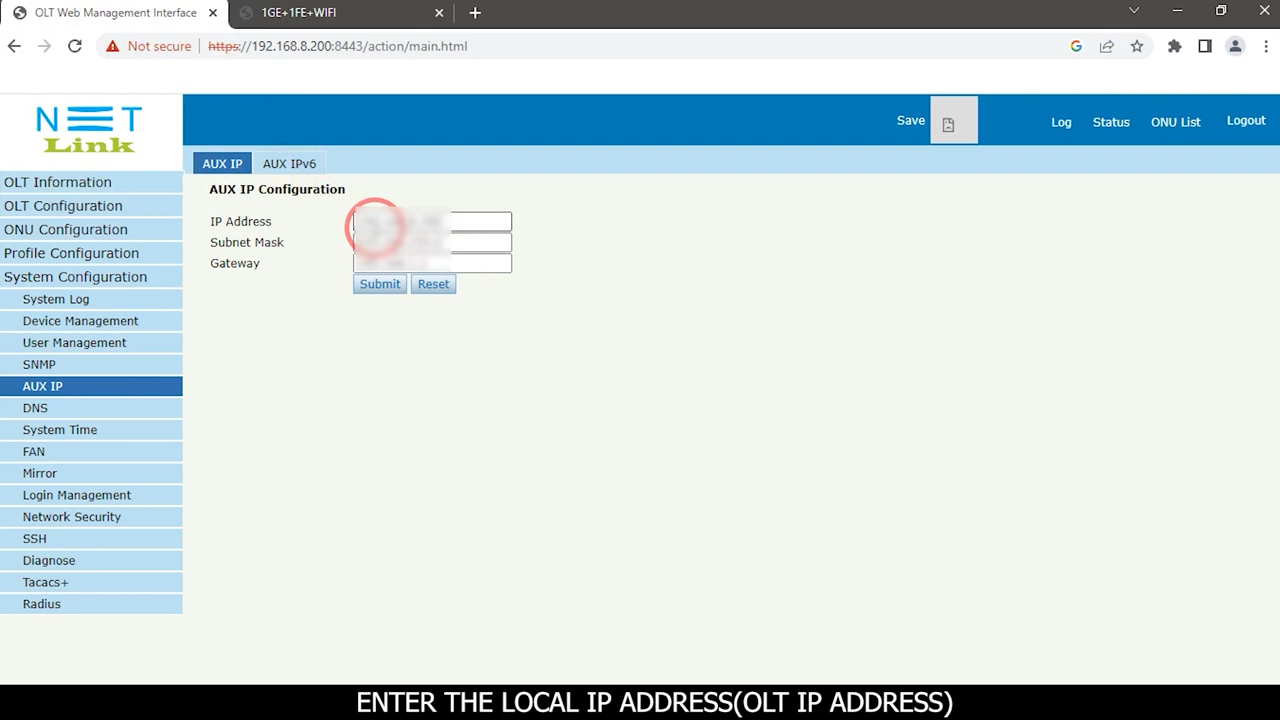 OLT Web Management Interface
1GE+1FE+WIFI
Not secure
https://192.168.8.200:8443/action/main.html
NET
Link
Save
Log
Status
ONU List
Logout
AUX IP
AUX IPv6
OLT Information
OLT Configuration
ONU Configuration
Profile Configuration
System Configuration
System Log
Device Management
User Management
SNMP
AUX IP
DNS
System Time
FAN
Mirror
Login Management
Network Security
SSH
Diagnose
Tacacs+
Radius
AUX IP Configuration
IP Address
Subnet Mask
Gateway
Submit
Reset
ENTER THE LOCAL IP ADDRESS(OLT IP ADDRESS)